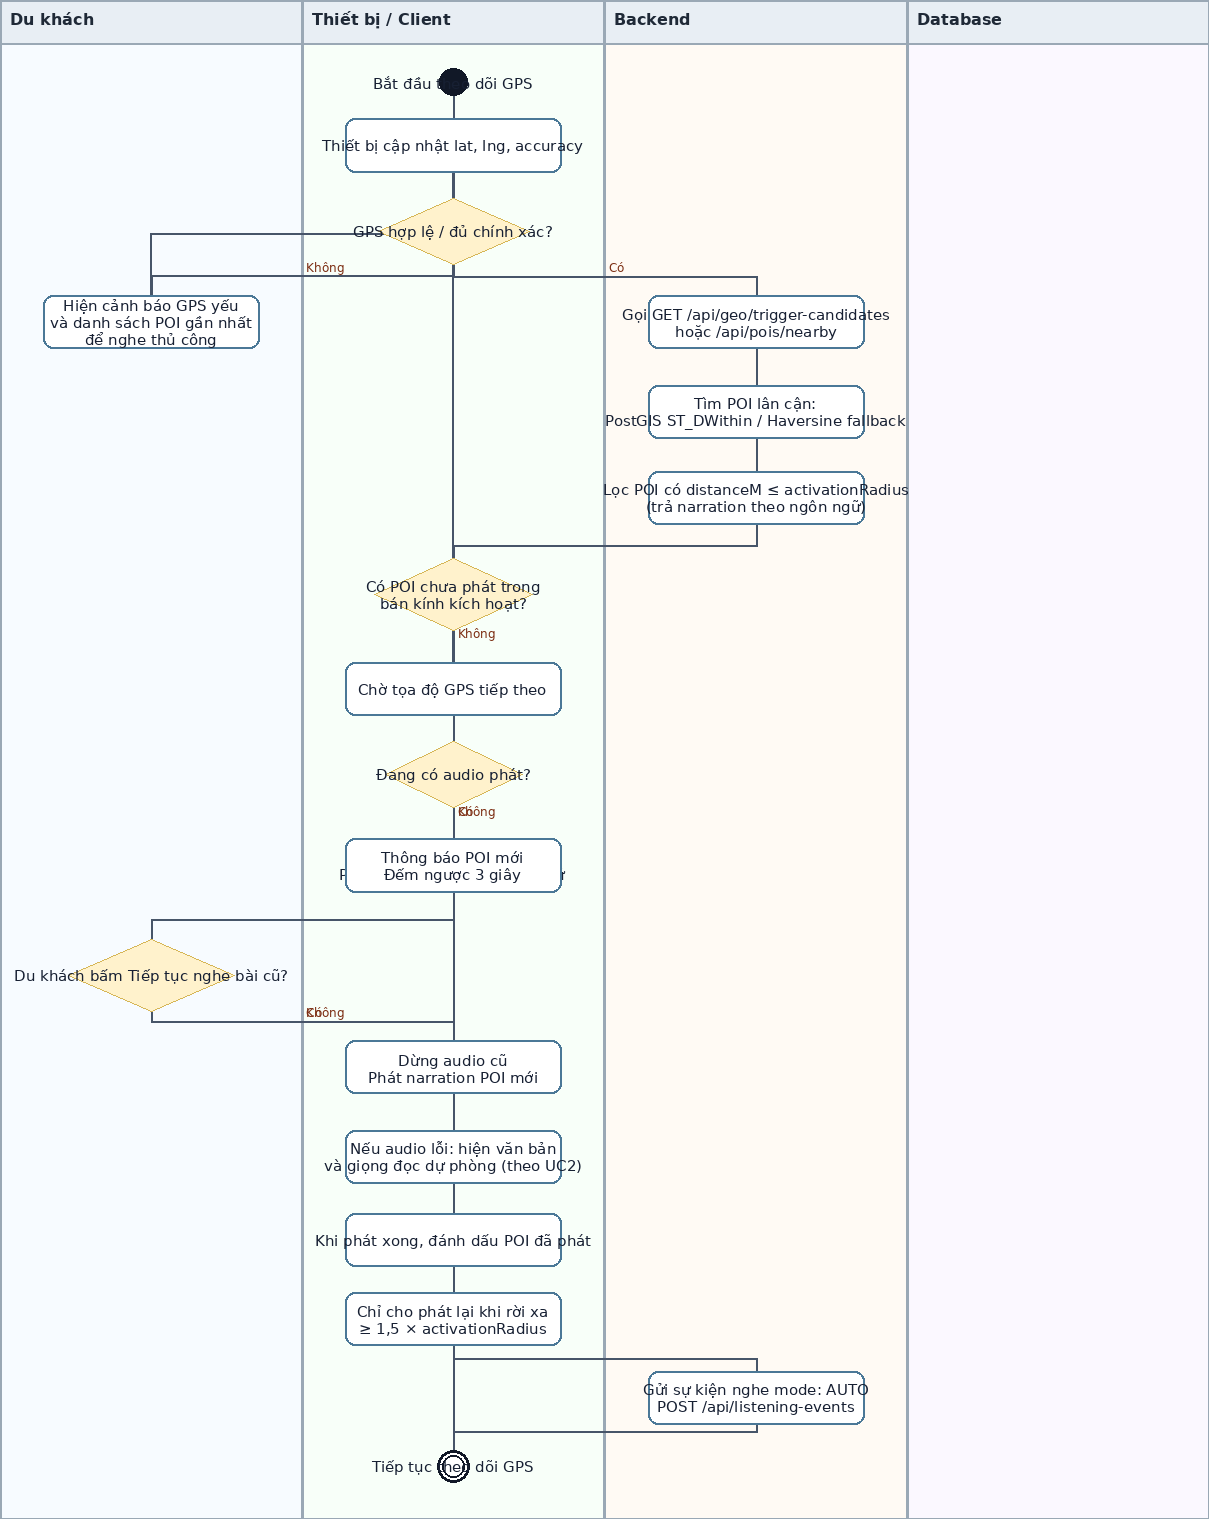 Du khách
Thiết bị / Client
Backend
Database
Bắt đầu theo dõi GPS
Thiết bị cập nhật lat, lng, accuracy
GPS hợp lệ / đủ chính xác?
Không
Có
Hiện cảnh báo GPS yếu
và danh sách POI gần nhất
để nghe thủ công
Gọi GET /api/geo/trigger-candidates
hoặc /api/pois/nearby
Tìm POI lân cận:
PostGIS ST_DWithin / Haversine fallback
Lọc POI có distanceM ≤ activationRadius
(trả narration theo ngôn ngữ)
Có POI chưa phát trong
bán kính kích hoạt?
Không
Chờ tọa độ GPS tiếp theo
Đang có audio phát?
Có
Không
Thông báo POI mới
Đếm ngược 3 giây
Du khách bấm Tiếp tục nghe bài cũ?
Có
Không
Dừng audio cũ
Phát narration POI mới
Nếu audio lỗi: hiện văn bản
và giọng đọc dự phòng (theo UC2)
Khi phát xong, đánh dấu POI đã phát
Chỉ cho phát lại khi rời xa
≥ 1,5 × activationRadius
Gửi sự kiện nghe mode: AUTO
POST /api/listening-events
Tiếp tục theo dõi GPS